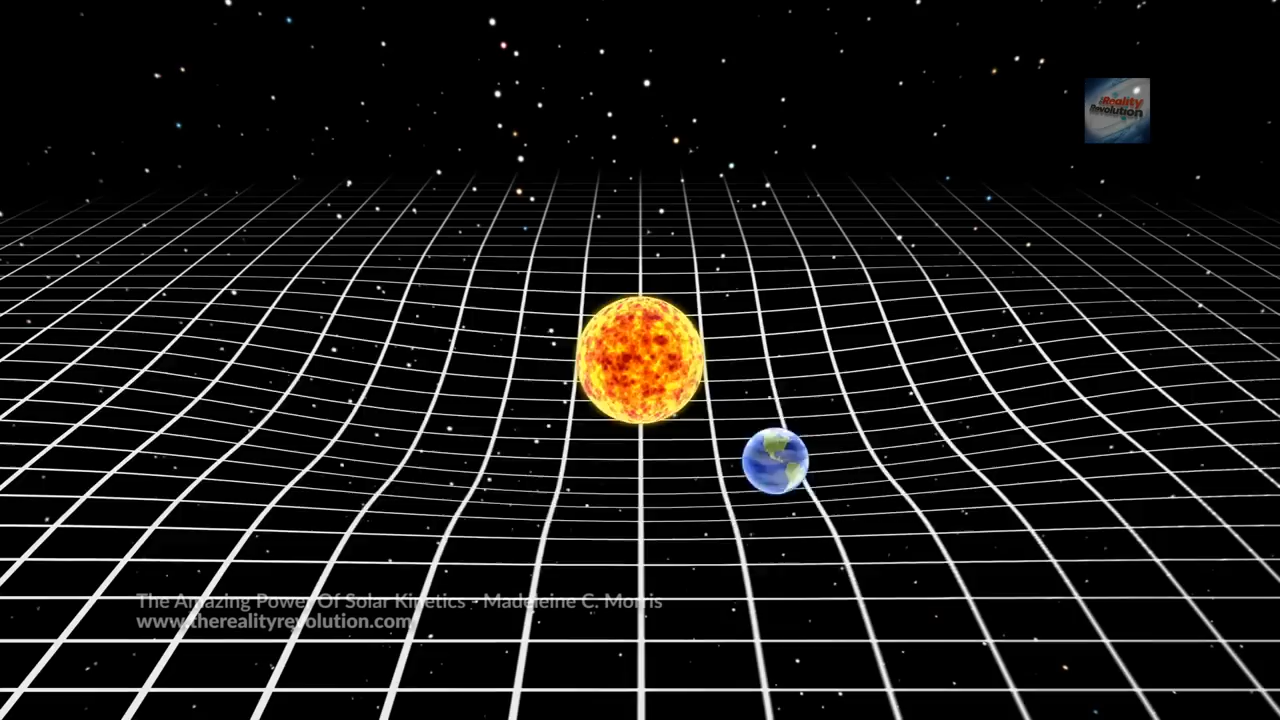 Reality
Revolution
The Amazing Power Of Solar Kinetics - Madeleine C. Morris
www.therealityrevolution.com